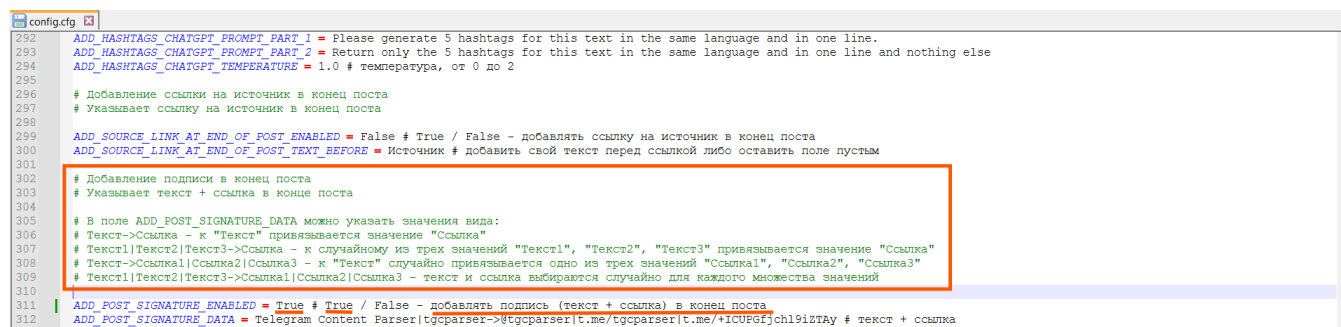 config.cfg
292 ADD_HASHTAGS_CHATGPT_PROMPT_PART_1 = Please generate 5 hashtags for this text in the same language and in one line.
293 ADD_HASHTAGS_CHATGPT_PROMPT_PART_2 = Return only the 5 hashtags for this text in the same language and in one line and nothing else
294 ADD_HASHTAGS_CHATGPT_TEMPERATURE = 1.0 # температура, от 0 до 2
295
296 # Добавление ссылки на источник в конец поста
297 # Указывает ссылку на источник в конец поста
298
299 ADD_SOURCE_LINK_AT_END_OF_POST_ENABLED = False # True / False - добавлять ссылку на источник в конец поста
300 ADD_SOURCE_LINK_AT_END_OF_POST_TEXT_BEFORE = Источник # добавить свой текст перед ссылкой либо оставить поле пустым
301
302 # Добавление подписи в конец поста
303 # Указывает текст + ссылка в конце поста
304
305 # В поле ADD_POST_SIGNATURE_DATA можно указать значения вида:
306 # Текст->Ссылка - к "Текст" привязывается значение "Ссылка"
307 # Текст1|Текст2|Текст3->Ссылка - к случайному из трех значений "Текст1", "Текст2", "Текст3" привязывается значение "Ссылка"
308 # Текст->Ссылка1|Ссылка2|Ссылка3 - к "Текст" случайно привязывается одно из трех значений "Ссылка1", "Ссылка2", "Ссылка3"
309 # Текст1|Текст2|Текст3->Ссылка1|Ссылка2|Ссылка3 - текст и ссылка выбираются случайно для каждого множества значений
310
311 ADD_POST_SIGNATURE_ENABLED = True # True / False - добавлять подпись (текст + ссылка) в конец поста
312 ADD_POST_SIGNATURE_DATA = Telegram Content Parser|tgcparser->@tgcparser|t.me/tgcparser|t.me/+ICUPGfjchl9iZTAy # текст + ссылка